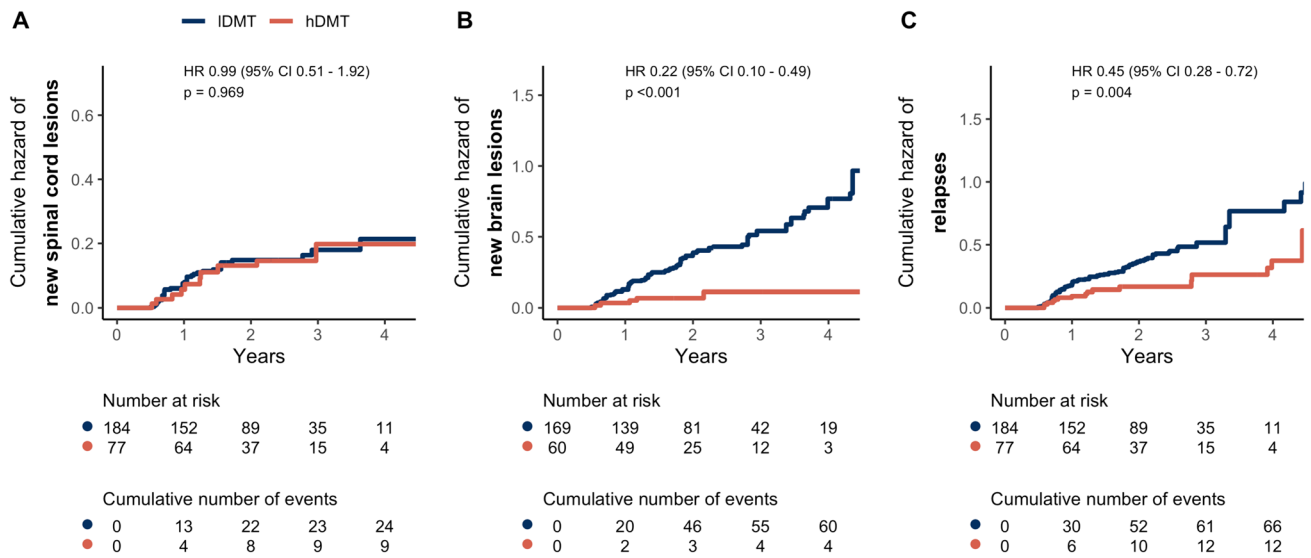 A
lDMT hDMT
B
C
HR 0.99 (95% CI 0.51 - 1.92)
p = 0.969
Cumulative hazard of
new spinal cord lesions
0.6
0.4
0.2
0.0
0 1 2 3 4
Years
Number at risk
184 152 89 35 11
77 64 37 15 4
Cumulative number of events
0 13 22 23 24
0 4 8 9 9
HR 0.22 (95% CI 0.10 - 0.49)
p <0.001
Cumulative hazard of
new brain lesions
1.5
1.0
0.5
0.0
0 1 2 3 4
Years
Number at risk
169 139 81 42 19
60 49 25 12 3
Cumulative number of events
0 20 46 55 60
0 2 3 4 4
HR 0.45 (95% CI 0.28 - 0.72)
p = 0.004
Cumulative hazard of
relapses
1.5
1.0
0.5
0.0
0 1 2 3 4
Years
Number at risk
184 152 89 35 11
77 64 37 15 4
Cumulative number of events
0 30 52 61 66
0 6 10 12 12